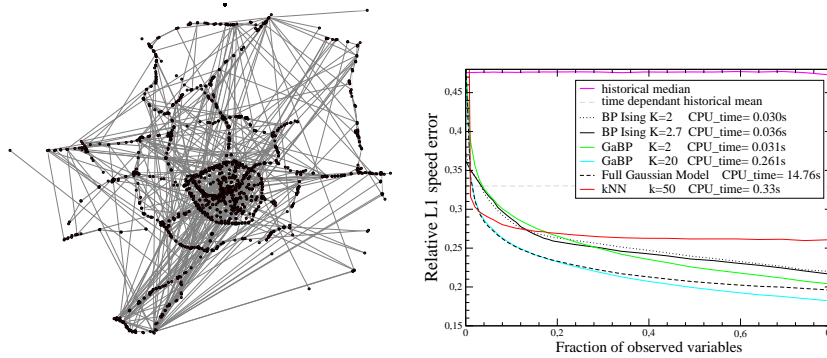 historical median
time dependant historical mean
BP Ising K=2 CPU_time= 0.030s
BP Ising K=2.7 CPU_time= 0.036s
GaBP K=2 CPU_time= 0.031s
GaBP K=20 CPU_time= 0.261s
Full Gaussian Model CPU_time= 14.76s
kNN k=50 CPU_time= 0.33s
Relative L1 speed error
0,45
0,4
0,35
0,3
0,25
0,2
0,15
0 0,2 0,4 0,6 0,8
Fraction of observed variables